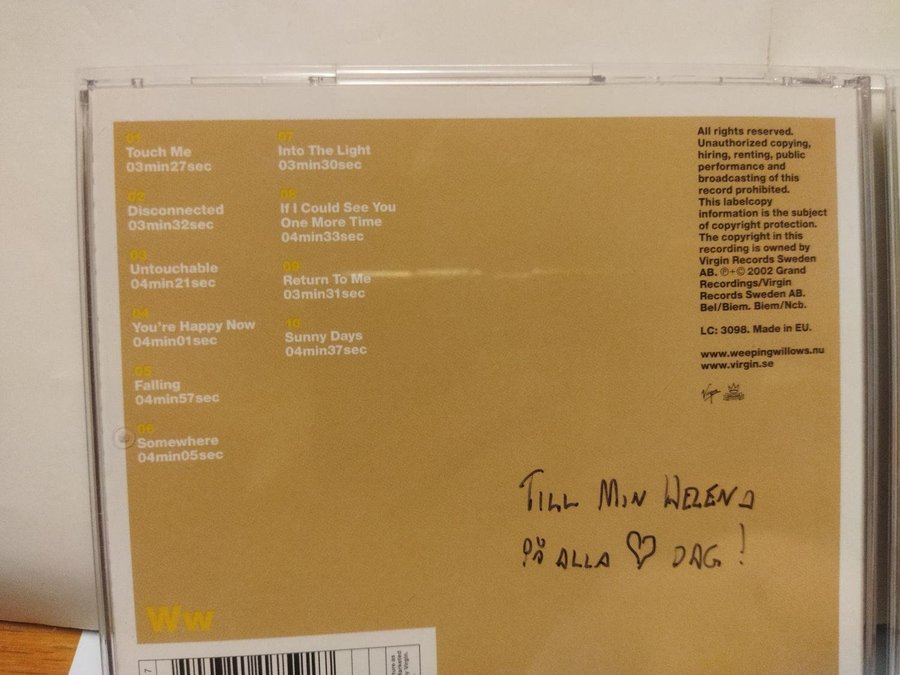 01
Touch Me
03min27sec
02
Disconnected
03min32sec
03
Untouchable
04min21sec
04
You're Happy Now
04min01sec
05
Falling
04min57sec
06
Somewhere
04min05sec
07
Into The Light
03min30sec
08
If I Could See You
One More Time
04min33sec
09
Return To Me
03min31sec
10
Sunny Days
04min37sec
All rights reserved.
Unauthorized copying,
hiring, renting, public
performance and
broadcasting of this
record prohibited.
This labelcopy
information is the subject
of copyright protection.
The copyright in this
recording is owned by
Virgin Records Sweden
AB. ℗+© 2002 Grand
Recordings/Virgin
Records Sweden AB.
Bel/Biem. Biem/Ncb.
LC: 3098. Made in EU.
www.weepingwillows.nu
www.virgin.se
Virgin
TILL MIN HELENA
PÅ ALLA ♡ DAG!
Ww
7